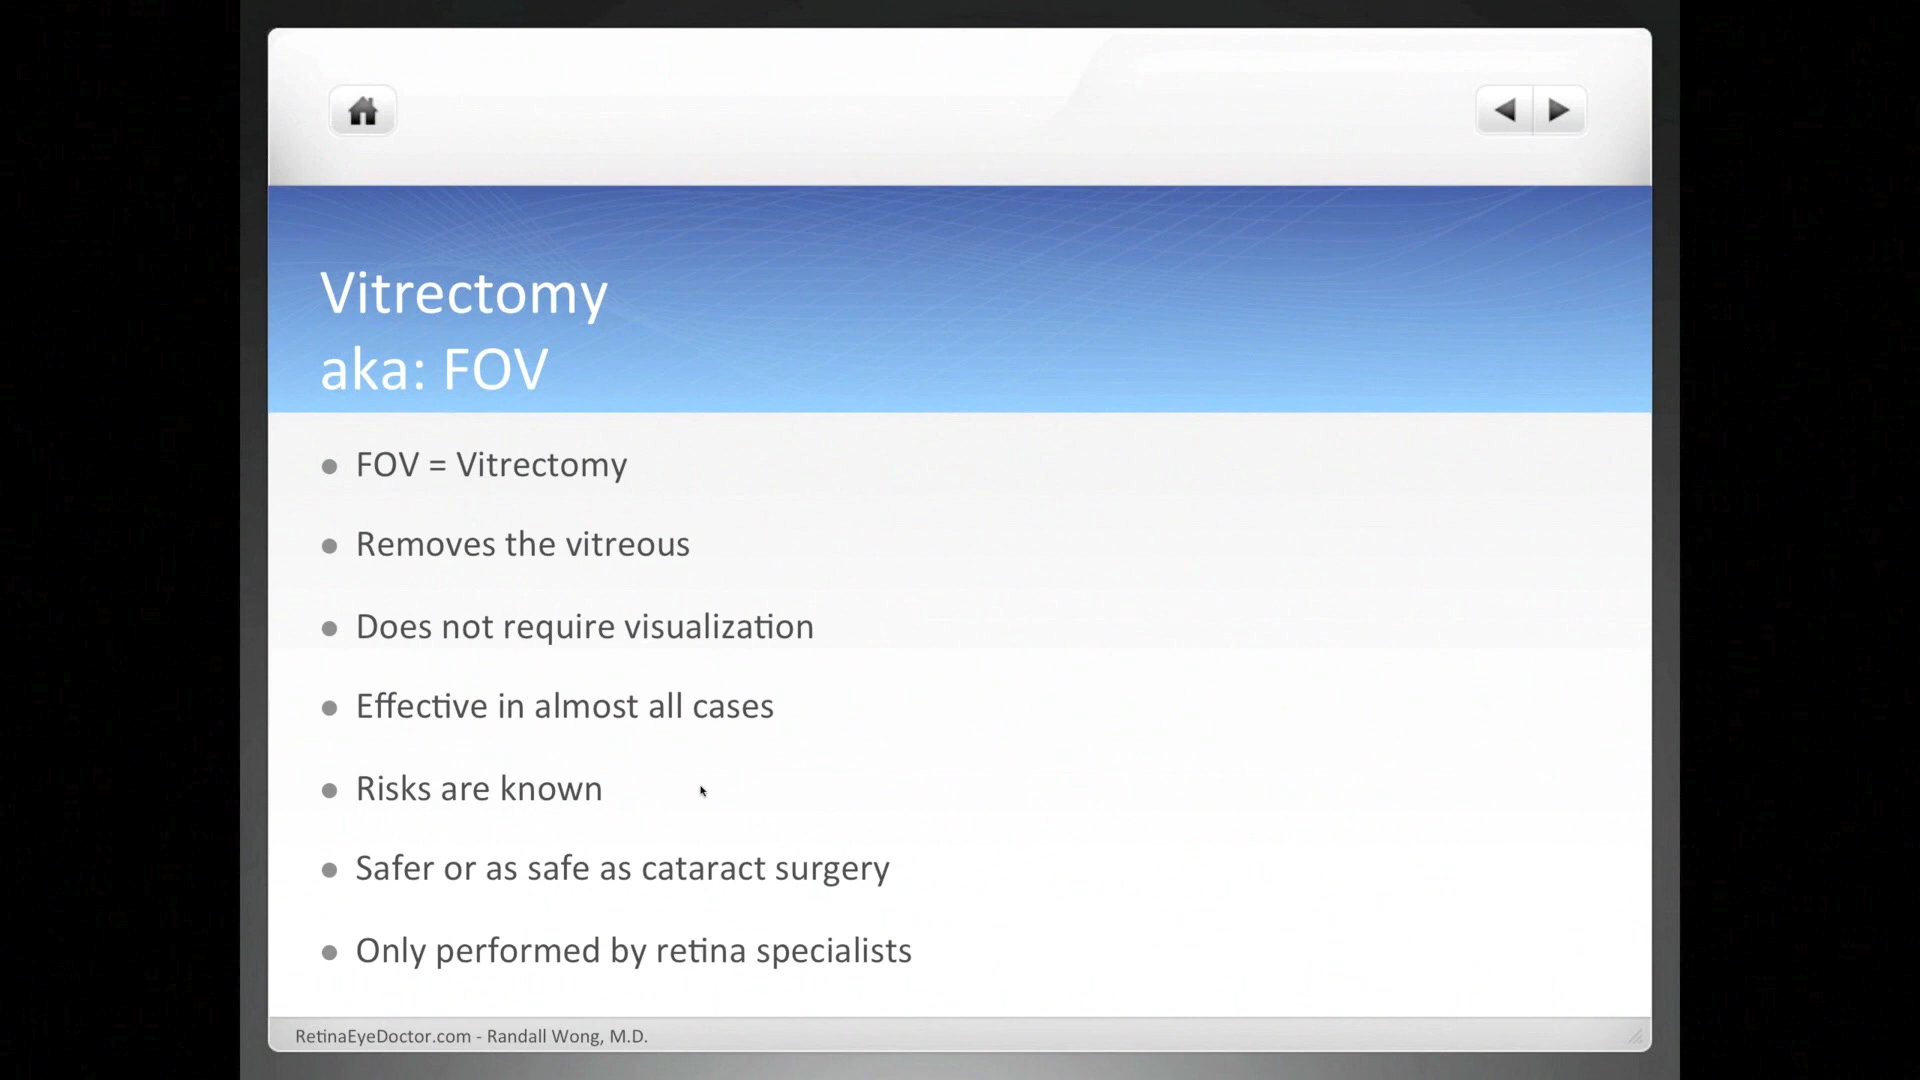 Vitrectomy
aka: FOV
FOV = Vitrectomy
Removes the vitreous
Does not require visualization
Effective in almost all cases
Risks are known
Safer or as safe as cataract surgery
Only performed by retina specialists
RetinaEyeDoctor.com - Randall Wong, M.D.